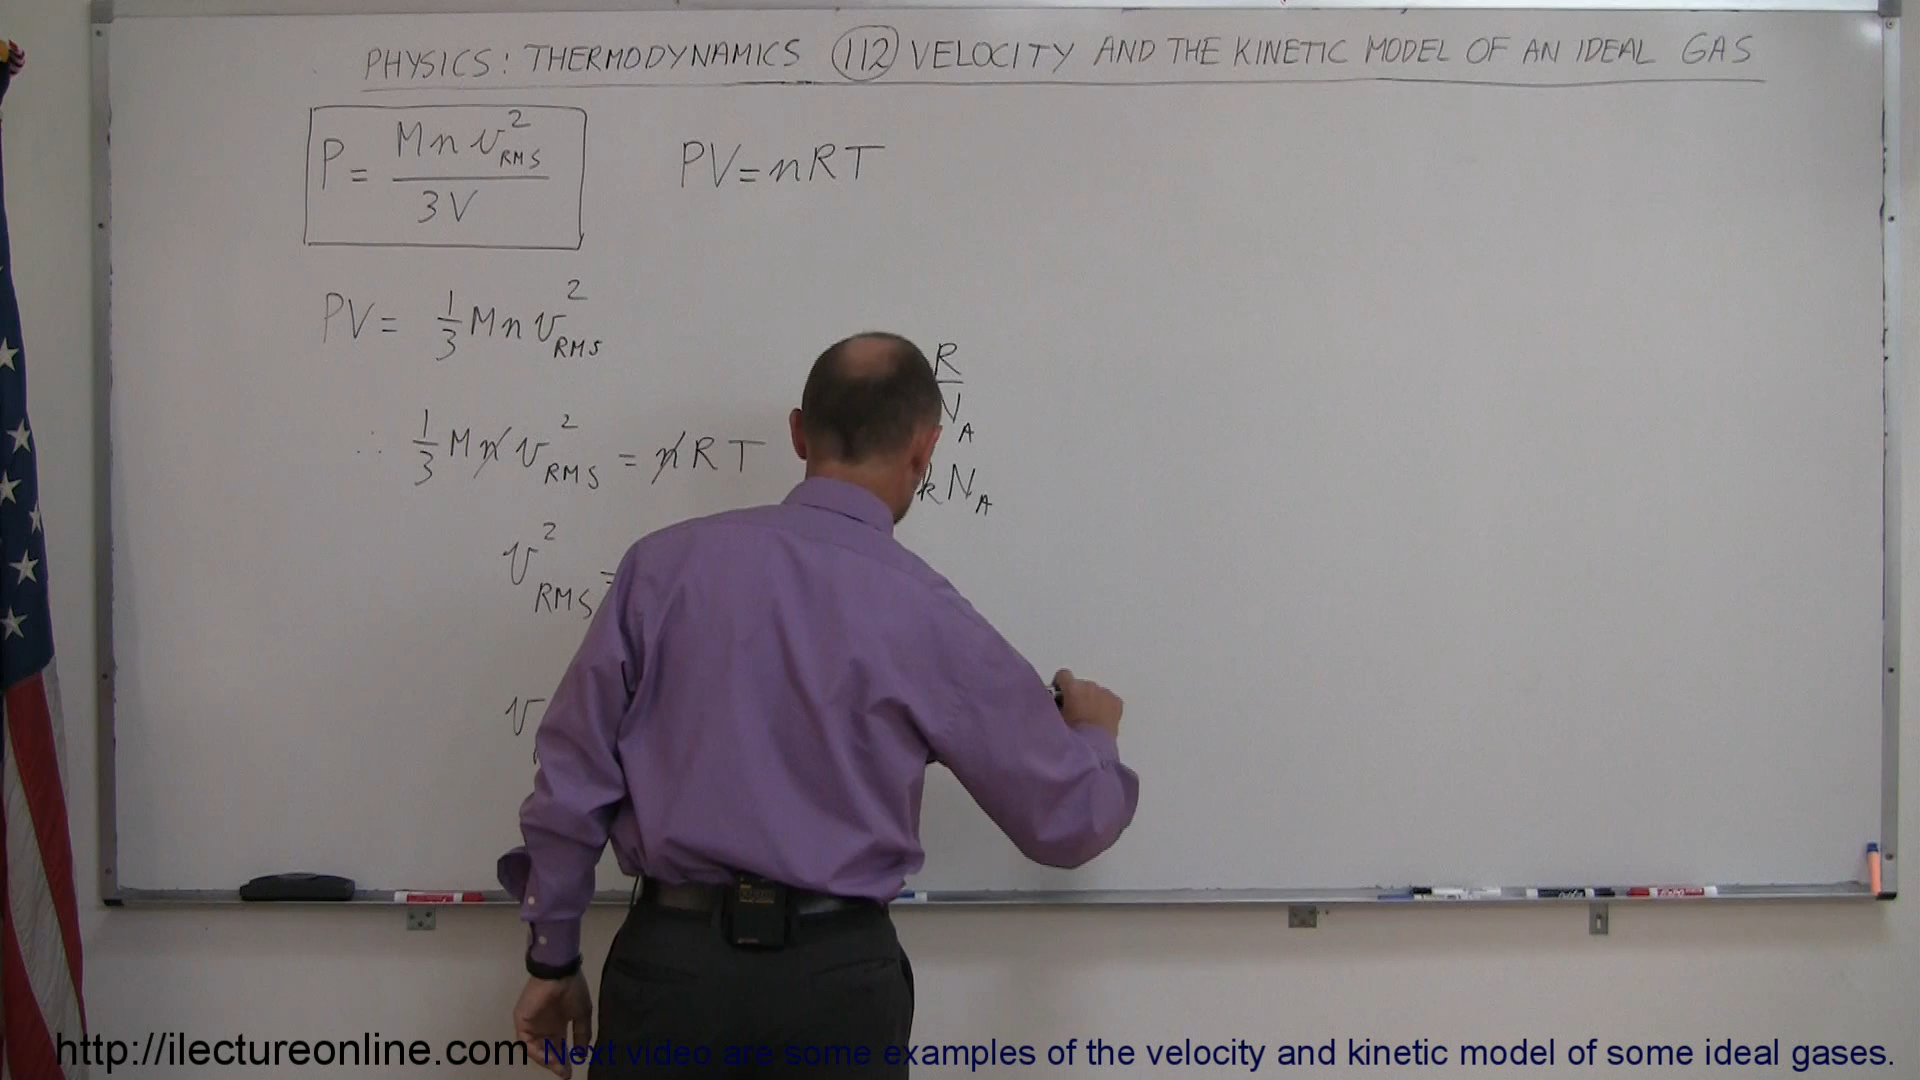 PHYSICS: THERMODYNAMICS 112 VELOCITY AND THE KINETIC MODEL OF AN IDEAL GAS
P = Mnv²RMS / 3V
PV = nRT
PV = 1/3 Mnv²RMS
R / NA
∴ 1/3 Mnv²RMS = nRT
kNA
v²RMS =
v
http://ilectureonline.com Next video are some examples of the velocity and kinetic model of some ideal gases.